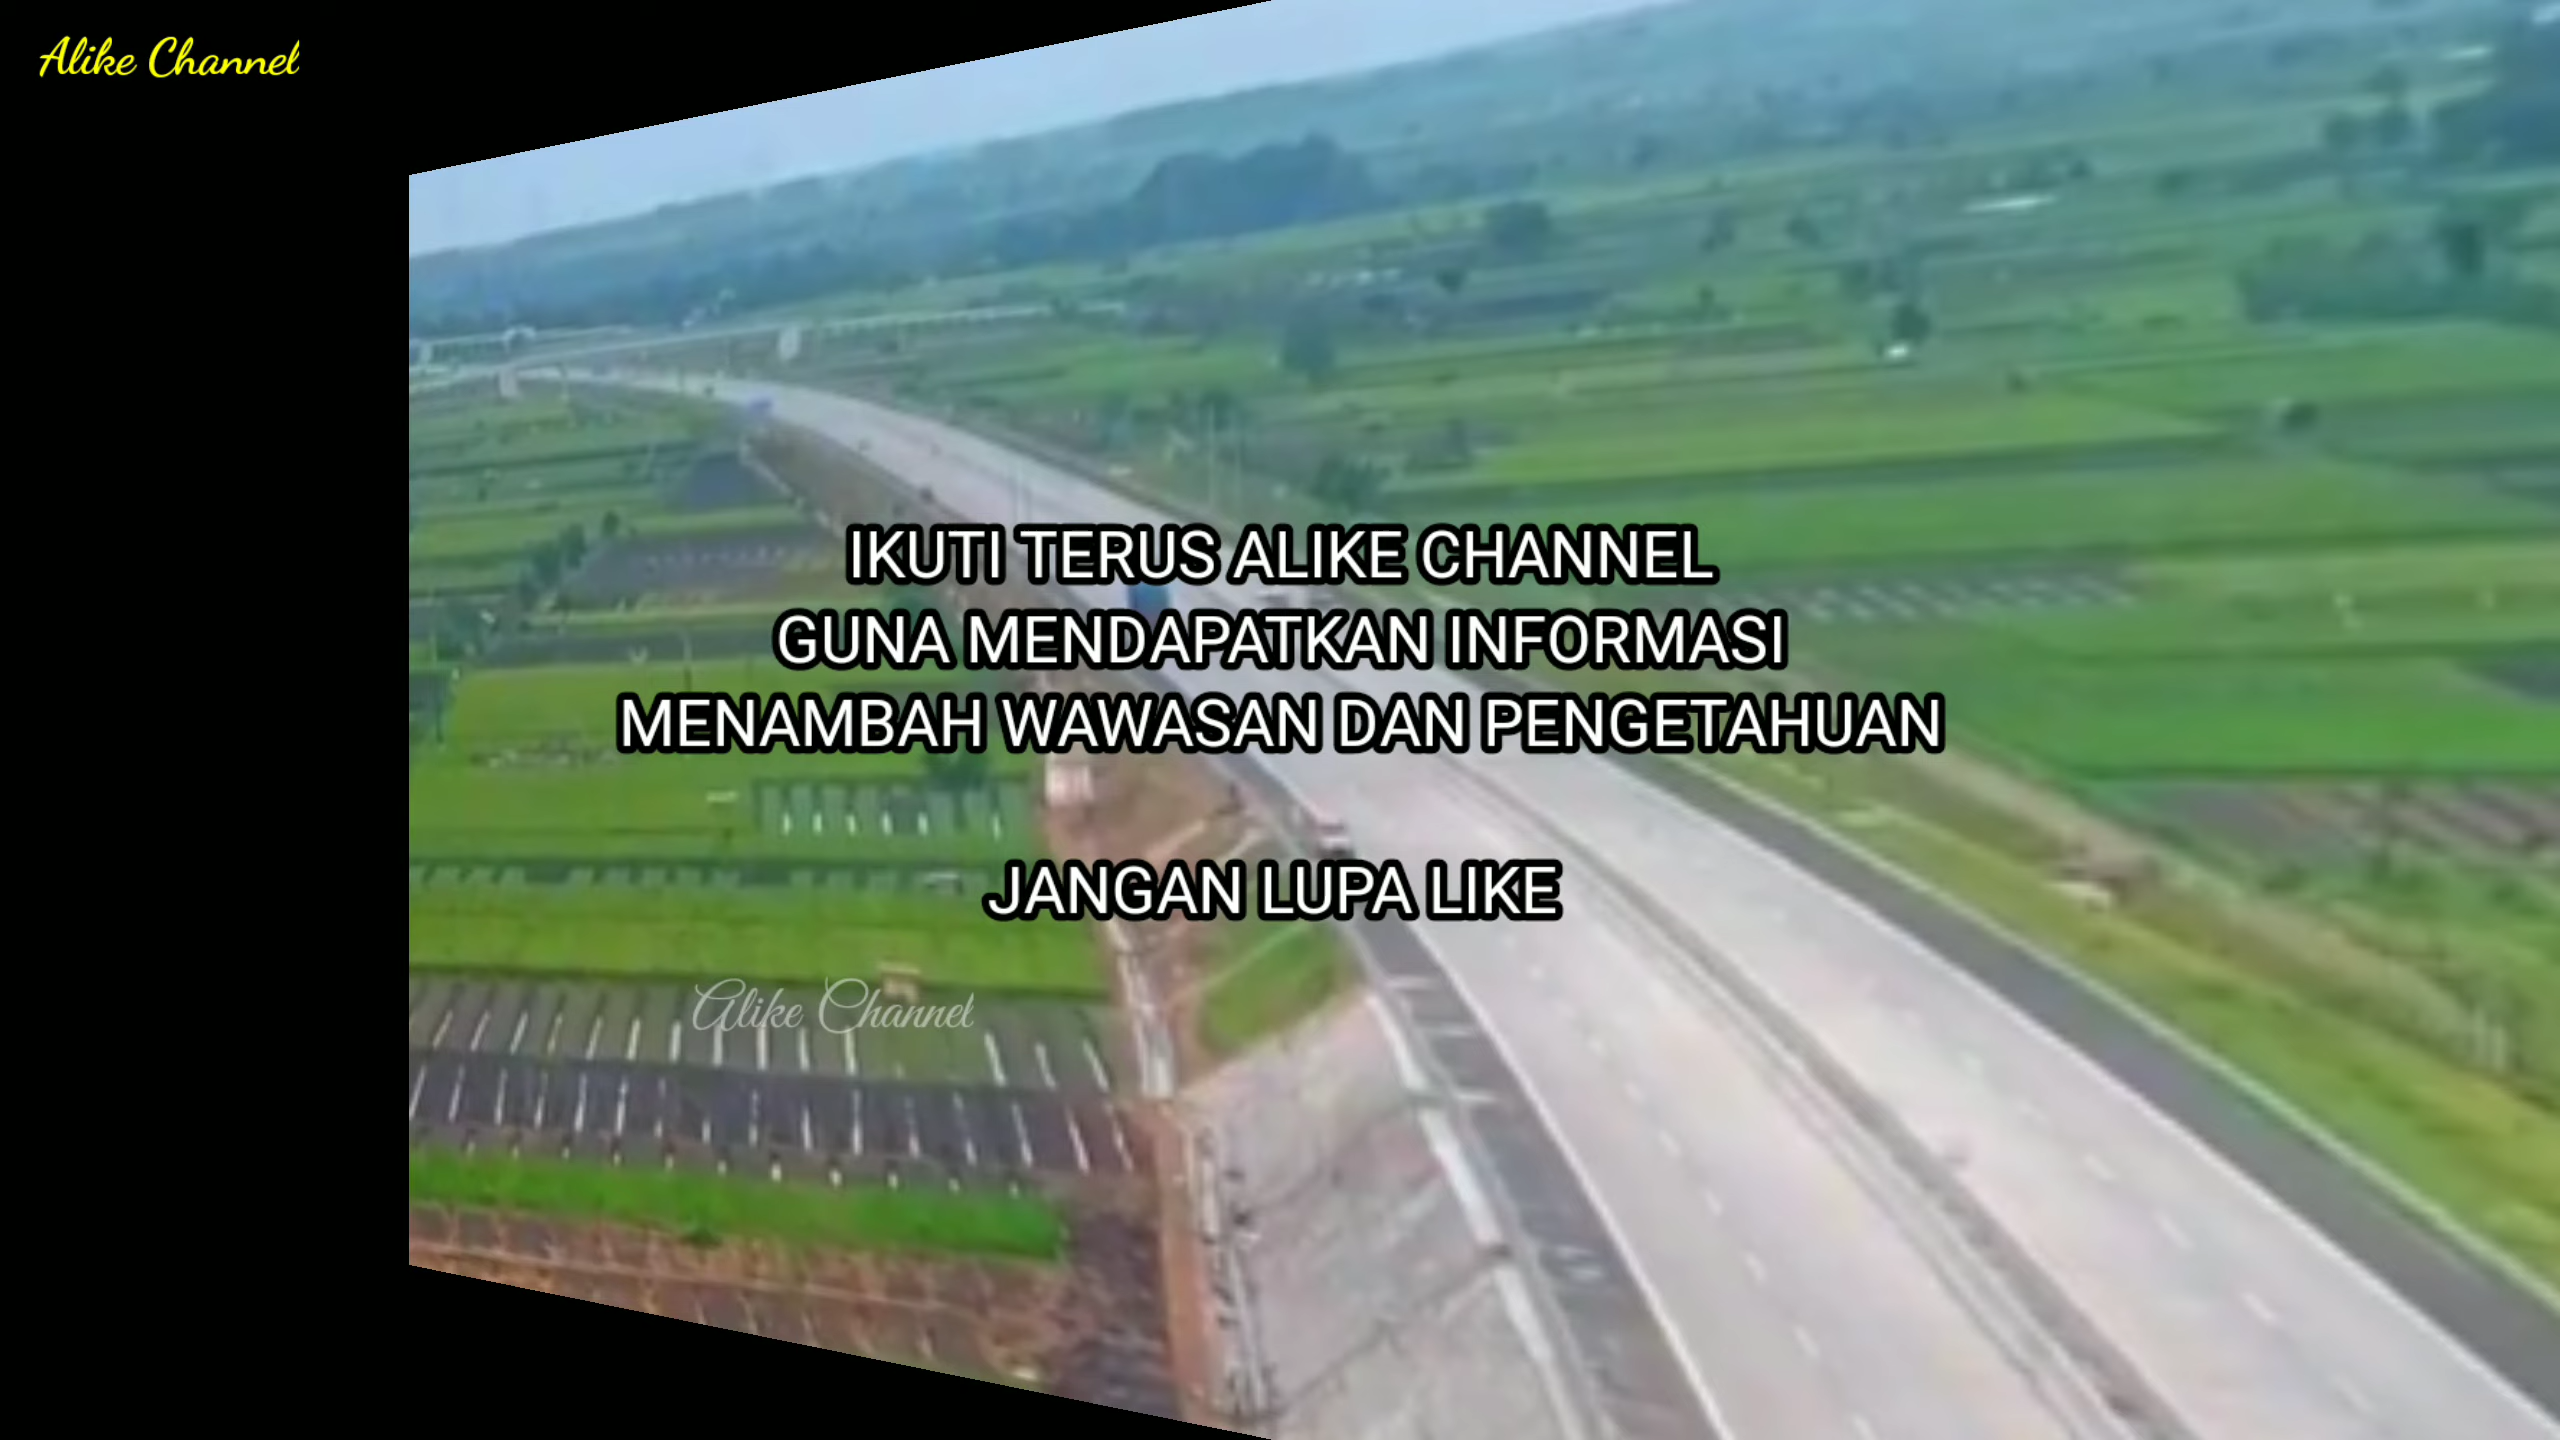 Alike Channel
IKUTI TERUS ALIKE CHANNEL
GUNA MENDAPATKAN INFORMASI
MENAMBAH WAWASAN DAN PENGETAHUAN
JANGAN LUPA LIKE
Alike Channel